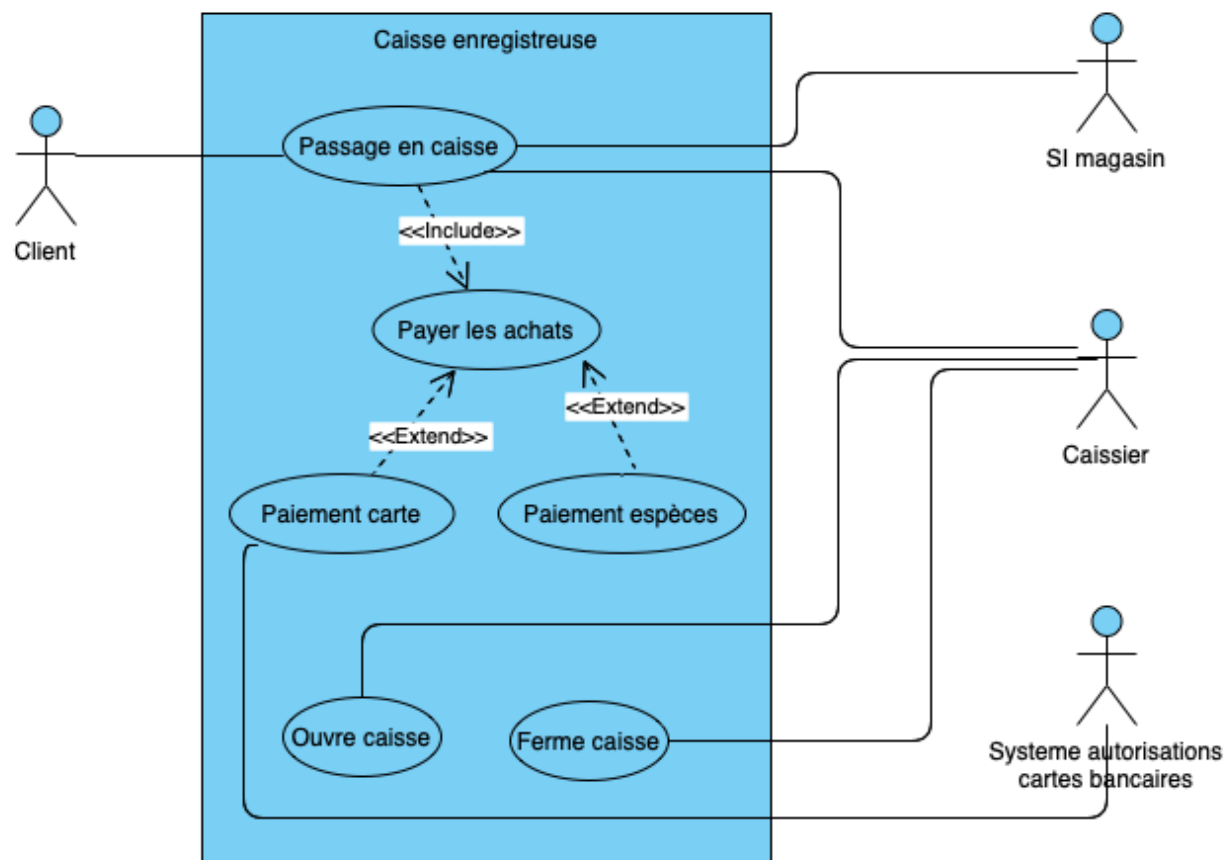 Caisse enregistreuse
Passage en caisse
SI magasin
Client
<<Include>>
Payer les achats
<<Extend>>
<<Extend>>
Caissier
Paiement carte
Paiement espèces
Ouvre caisse
Ferme caisse
Systeme autorisations
cartes bancaires